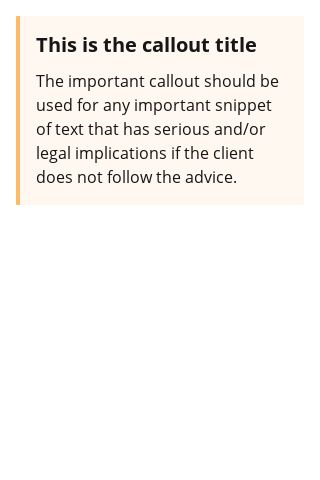 This is the callout title
The important callout should be
used for any important snippet
of text that has serious and/or
legal implications if the client
does not follow the advice.